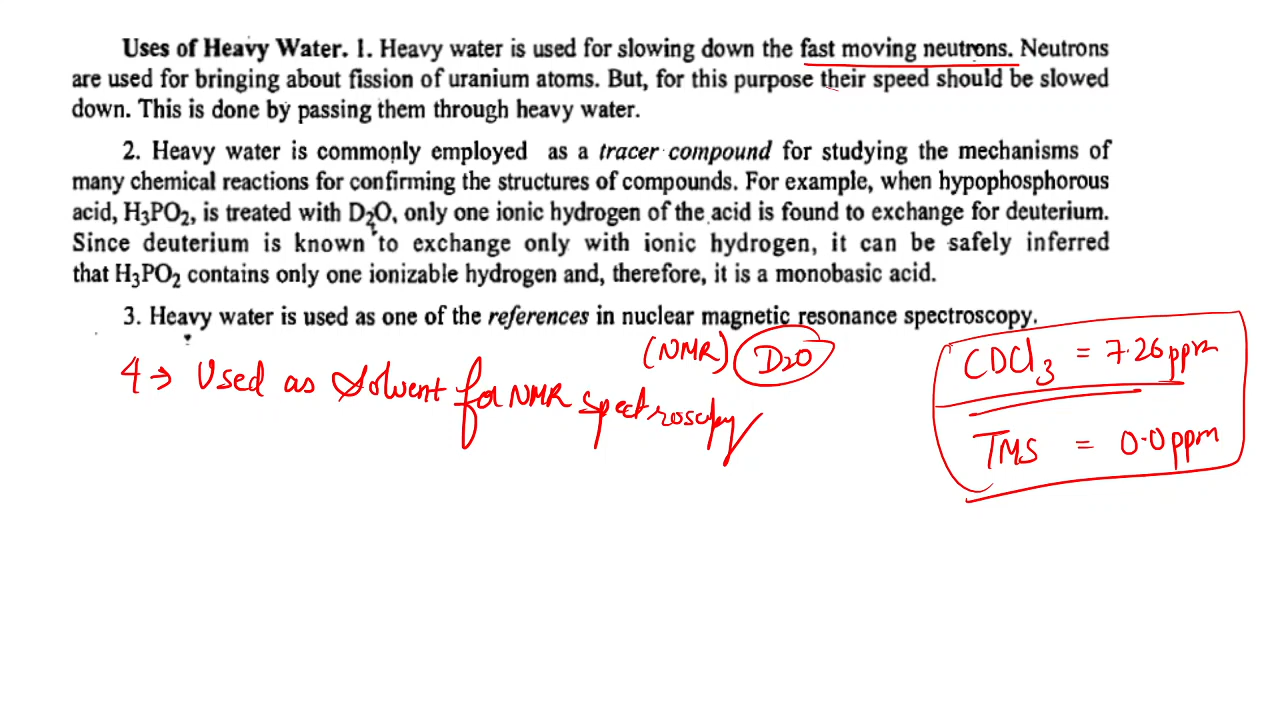 Uses of Heavy Water. 1. Heavy water is used for slowing down the fast moving neutrons. Neutrons
are used for bringing about fission of uranium atoms. But, for this purpose their speed should be slowed
down. This is done by passing them through heavy water.
2. Heavy water is commonly employed as a tracer compound for studying the mechanisms of
many chemical reactions for confirming the structures of compounds. For example, when hypophosphorous
acid, H₃PO₂, is treated with D₂O, only one ionic hydrogen of the acid is found to exchange for deuterium.
Since deuterium is known to exchange only with ionic hydrogen, it can be safely inferred
that H₃PO₂ contains only one ionizable hydrogen and, therefore, it is a monobasic acid.
3. Heavy water is used as one of the references in nuclear magnetic resonance spectroscopy.
(NMR) D₂O
CDCl₃ = 7.26 ppm
4 → Used as Solvent for NMR spectroscopy
TMS = 0.0 ppm